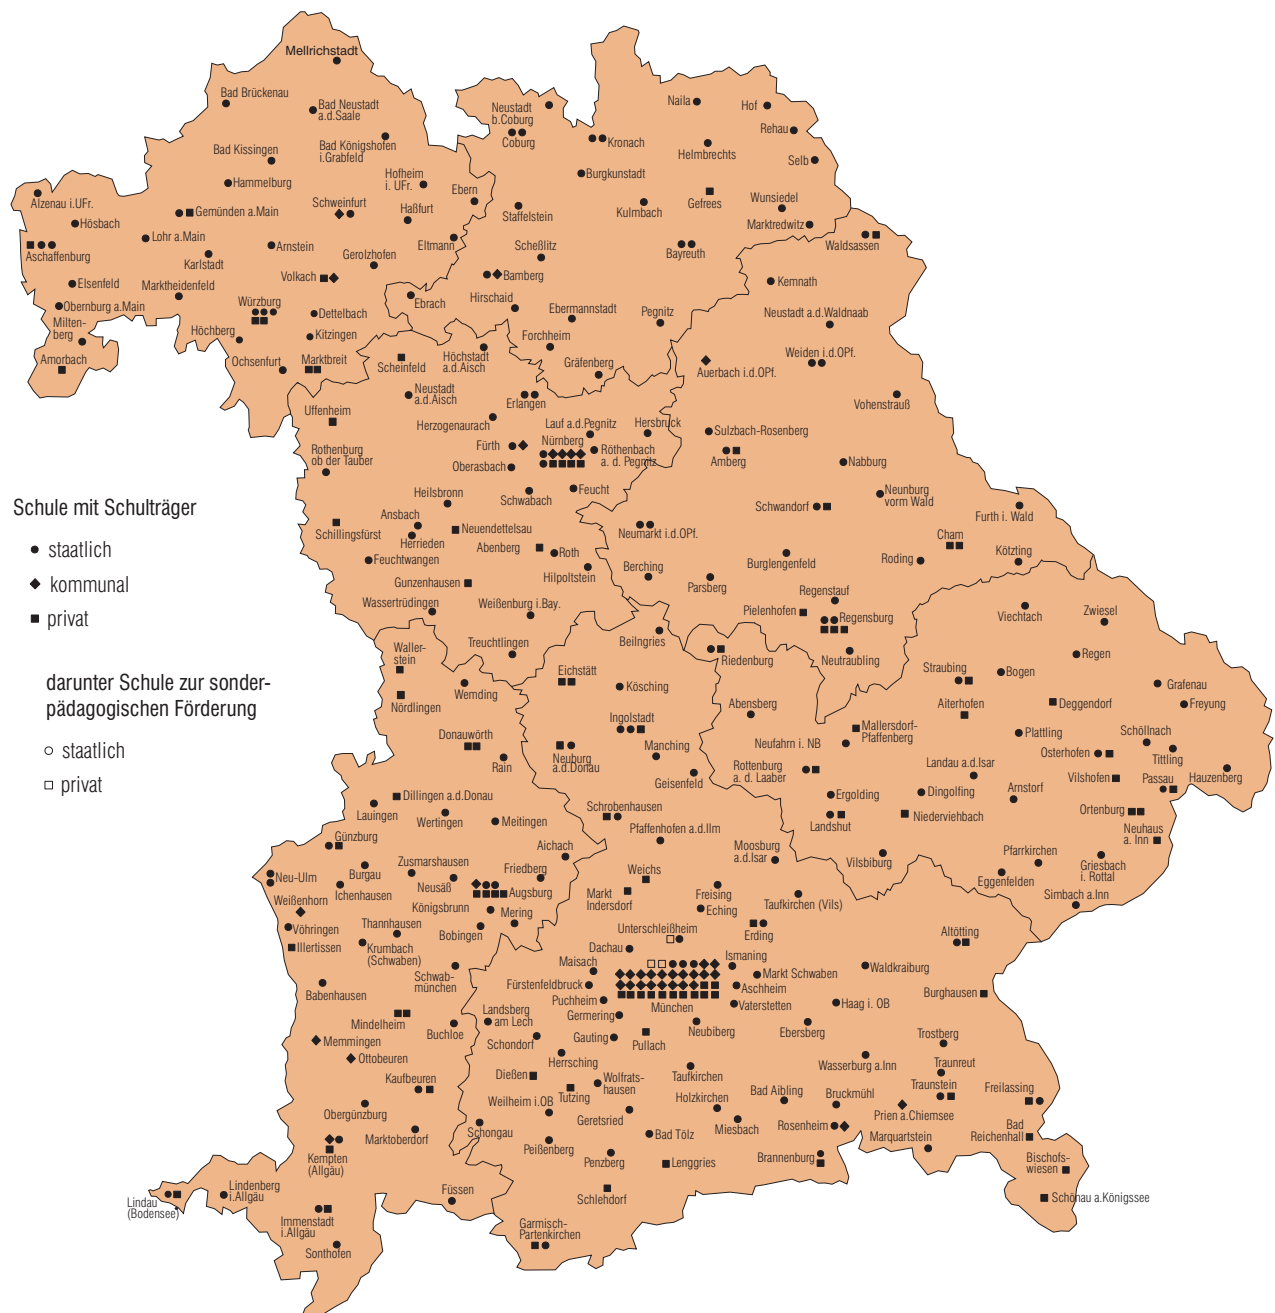 Mellrichstadt
Bad Brückenau
Bad Neustadt
a.d.Saale
Neustadt
b.Coburg
Coburg
Naila
Hof
Rehau
Kronach
Helmbrechts
Bad Kissingen
Bad Königshofen
i.Grabfeld
Selb
Burgkunstadt
Hammelburg
Hofheim
i. UFr.
Ebern
Alzenau i.UFr.
Gemünden a.Main
Schweinfurt
Haßfurt
Staffelstein
Kulmbach
Gefrees
Wunsiedel
Marktredwitz
Hösbach
Lohr a.Main
Arnstein
Eltmann
Scheßlitz
Bayreuth
Waldsassen
Aschaffenburg
Karlstadt
Gerolzhofen
Volkach
Bamberg
Kemnath
Elsenfeld
Marktheidenfeld
Obernburg a.Main
Würzburg
Dettelbach
Ebrach
Hirschaid
Ebermannstadt
Pegnitz
Neustadt a.d.Waldnaab
Milten-
berg
Höchberg
Kitzingen
Forchheim
Amorbach
Ochsenfurt
Marktbreit
Scheinfeld
Höchstadt
a.d.Aisch
Gräfenberg
Auerbach i.d.OPf.
Weiden i.d.OPf.
Neustadt
a.d.Aisch
Erlangen
Vohenstrauß
Uffenheim
Herzogenaurach
Lauf a.d.Pegnitz
Hersbruck
Sulzbach-Rosenberg
Rothenburg
ob der Tauber
Fürth
Nürnberg
Röthenbach
a. d. Pegnitz
Oberasbach
Amberg
Nabburg
Heilsbronn
Schwabach
Feucht
Neunburg
vorm Wald
Schwandorf
Furth i. Wald
Schule mit Schulträger
staatlich
kommunal
privat
Schillingsfürst
Ansbach
Herrieden
Neuendettelsau
Neumarkt i.d.OPf.
Cham
Abenberg
Roth
Feuchtwangen
Hilpoltstein
Berching
Parsberg
Burglengenfeld
Roding
Kötzting
Gunzenhausen
Wassertrüdingen
Weißenburg i.Bay.
Regenstauf
Pielenhofen
Regensburg
Viechtach
Zwiesel
Treuchtlingen
Beilngries
Riedenburg
Neutraubling
Regen
darunter Schule zur sonder-
pädagogischen Förderung
staatlich
privat
Waller-
stein
Wemding
Eichstätt
Kösching
Straubing
Bogen
Grafenau
Nördlingen
Abensberg
Aiterhofen
Deggendorf
Freyung
Donauwörth
Ingolstadt
Mallersdorf-
Pfaffenberg
Plattling
Schöllnach
Neufahrn i. NB
Osterhofen
Tittling
Rain
Neuburg
a.d.Donau
Manching
Geisenfeld
Rottenburg
a. d. Laaber
Landau a.d.Isar
Vilshofen
Passau
Hauzenberg
Dillingen a.d.Donau
Lauingen
Wertingen
Meitingen
Schrobenhausen
Ergolding
Dingolfing
Arnstorf
Landshut
Niederviehbach
Ortenburg
Neuhaus
a. Inn
Günzburg
Pfaffenhofen a.d.Ilm
Aichach
Moosburg
a.d.Isar
Vilsbiburg
Pfarrkirchen
Griesbach
i. Rottal
Neu-Ulm
Burgau
Zusmarshausen
Friedberg
Weichs
Eggenfelden
Ichenhausen
Neusäß
Augsburg
Markt
Indersdorf
Freising
Taufkirchen (Vils)
Simbach a.Inn
Weißenhorn
Königsbrunn
Mering
Eching
Vöhringen
Thannhausen
Bobingen
Unterschleißheim
Erding
Altötting
Illertissen
Krumbach
(Schwaben)
Dachau
Ismaning
Schwab-
münchen
Maisach
Markt Schwaben
Waldkraiburg
Babenhausen
Fürstenfeldbruck
Aschheim
Burghausen
Puchheim
München
Vaterstetten
Haag i. OB
Mindelheim
Landsberg
am Lech
Germering
Buchloe
Neubiberg
Ebersberg
Memmingen
Schondorf
Gauting
Pullach
Trostberg
Ottobeuren
Herrsching
Wasserburg a.Inn
Traunreut
Kaufbeuren
Dießen
Tutzing
Wolfrats-
hausen
Taufkirchen
Bad Aibling
Bruckmühl
Traunstein
Freilassing
Obergünzburg
Weilheim i.OB
Geretsried
Holzkirchen
Prien a.Chiemsee
Marktoberdorf
Schongau
Miesbach
Rosenheim
Bad
Reichenhall
Peißenberg
Bad Tölz
Marquartstein
Kempten
(Allgäu)
Penzberg
Lenggries
Brannenburg
Bischofs-
wiesen
Lindau
(Bodensee)
Lindenberg
i.Allgäu
Füssen
Schlehdorf
Schönau a.Königssee
Immenstadt
i.Allgäu
Garmisch-
Partenkirchen
Sonthofen